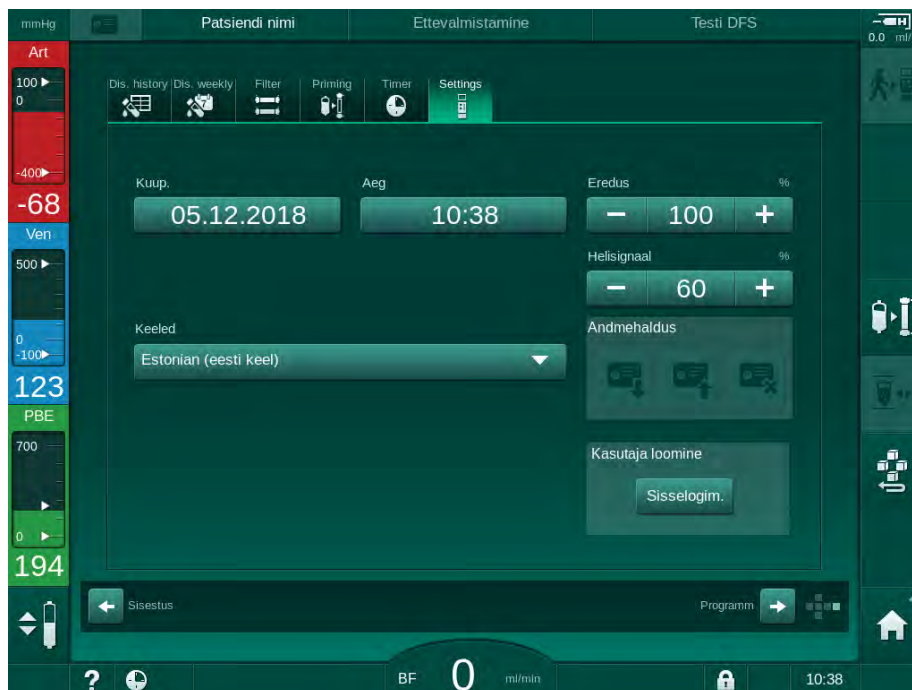 mmHg
Patsiendi nimi
Ettevalmistamine
Testi DFS
0.0 ml/
Art
100
0
-400
-68
Ven
500
0
-100
123
PBE
700
0
194
Dis. history
Dis. weekly
Filter
Priming
Timer
Settings
Kuup.
05.12.2018
Aeg
10:38
Eredus %
− 100 +
Helisignaal %
− 60 +
Keeled
Estonian (eesti keel)
Andmehaldus
Kasutaja loomine
Sisselogim.
Sisestus
Programm
? BF 0 ml/min 10:38